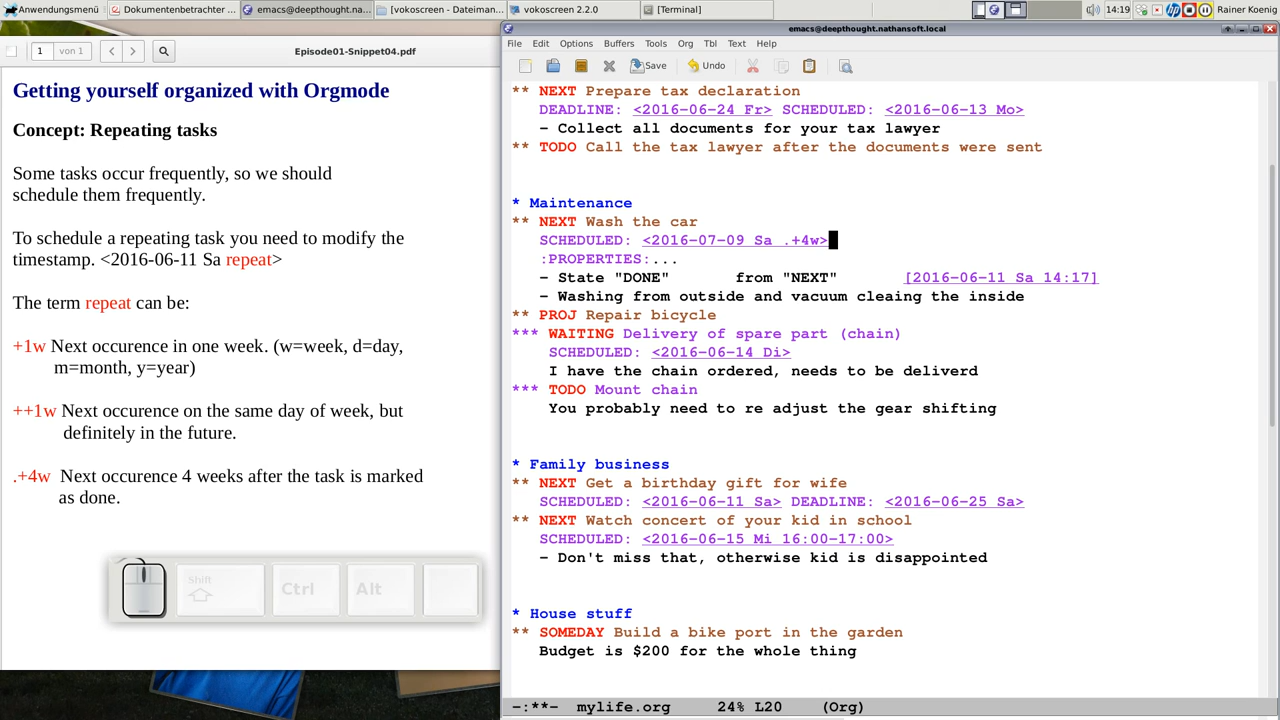 Anwendungsmenü
Dokumentenbetrachter ...
emacs@deepthought.nathansoft....
[vokoscreen - Dateiman...
vokoscreen 2.2.0
[Terminal]
14:19
Rainer Koenig
1
von 1
Episode01-Snippet04.pdf
Getting yourself organized with Orgmode
Concept: Repeating tasks
Some tasks occur frequently, so we should
schedule them frequently.
To schedule a repeating task you need to modify the
timestamp. <2016-06-11 Sa repeat>
The term repeat can be:
+1w Next occurence in one week. (w=week, d=day,
m=month, y=year)
++1w Next occurence on the same day of week, but
definitely in the future.
.+4w Next occurence 4 weeks after the task is marked
as done.
Shift
Ctrl
Alt
emacs@deepthought.nathansoft.local
File Edit Options Buffers Tools Org Tbl Text Help
Save Undo
** NEXT Prepare tax declaration
DEADLINE: <2016-06-24 Fr> SCHEDULED: <2016-06-13 Mo>
- Collect all documents for your tax lawyer
** TODO Call the tax lawyer after the documents were sent
* Maintenance
** NEXT Wash the car
SCHEDULED: <2016-07-09 Sa .+4w>
:PROPERTIES:...
- State "DONE" from "NEXT" [2016-06-11 Sa 14:17]
- Washing from outside and vacuum cleaing the inside
** PROJ Repair bicycle
*** WAITING Delivery of spare part (chain)
SCHEDULED: <2016-06-14 Di>
I have the chain ordered, needs to be deliverd
*** TODO Mount chain
You probably need to re adjust the gear shifting
* Family business
** NEXT Get a birthday gift for wife
SCHEDULED: <2016-06-11 Sa> DEADLINE: <2016-06-25 Sa>
** NEXT Watch concert of your kid in school
SCHEDULED: <2016-06-15 Mi 16:00-17:00>
- Don't miss that, otherwise kid is disappointed
* House stuff
** SOMEDAY Build a bike port in the garden
Budget is $200 for the whole thing
-:**- mylife.org 24% L20 (Org)